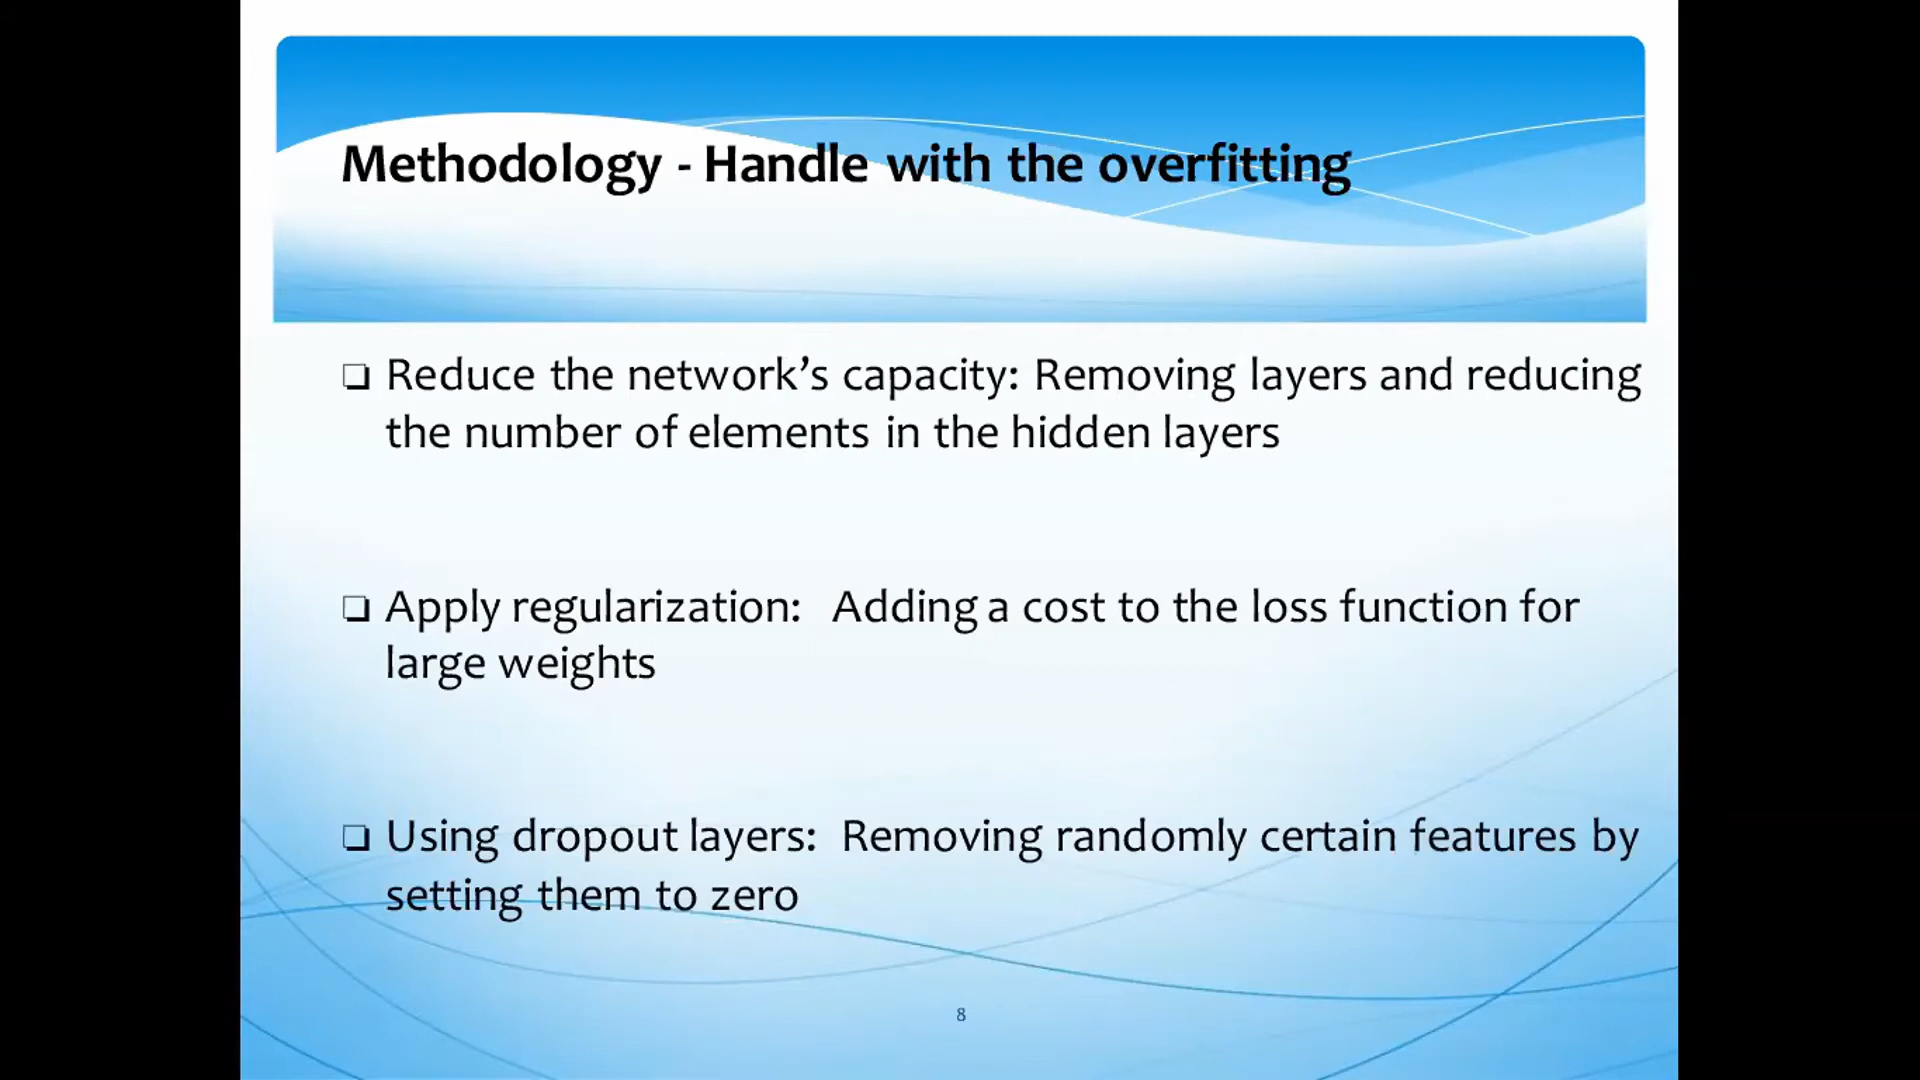 Methodology - Handle with the overfitting
❑ Reduce the network’s capacity: Removing layers and reducing
the number of elements in the hidden layers
❑ Apply regularization: Adding a cost to the loss function for
large weights
❑ Using dropout layers: Removing randomly certain features by
setting them to zero
8